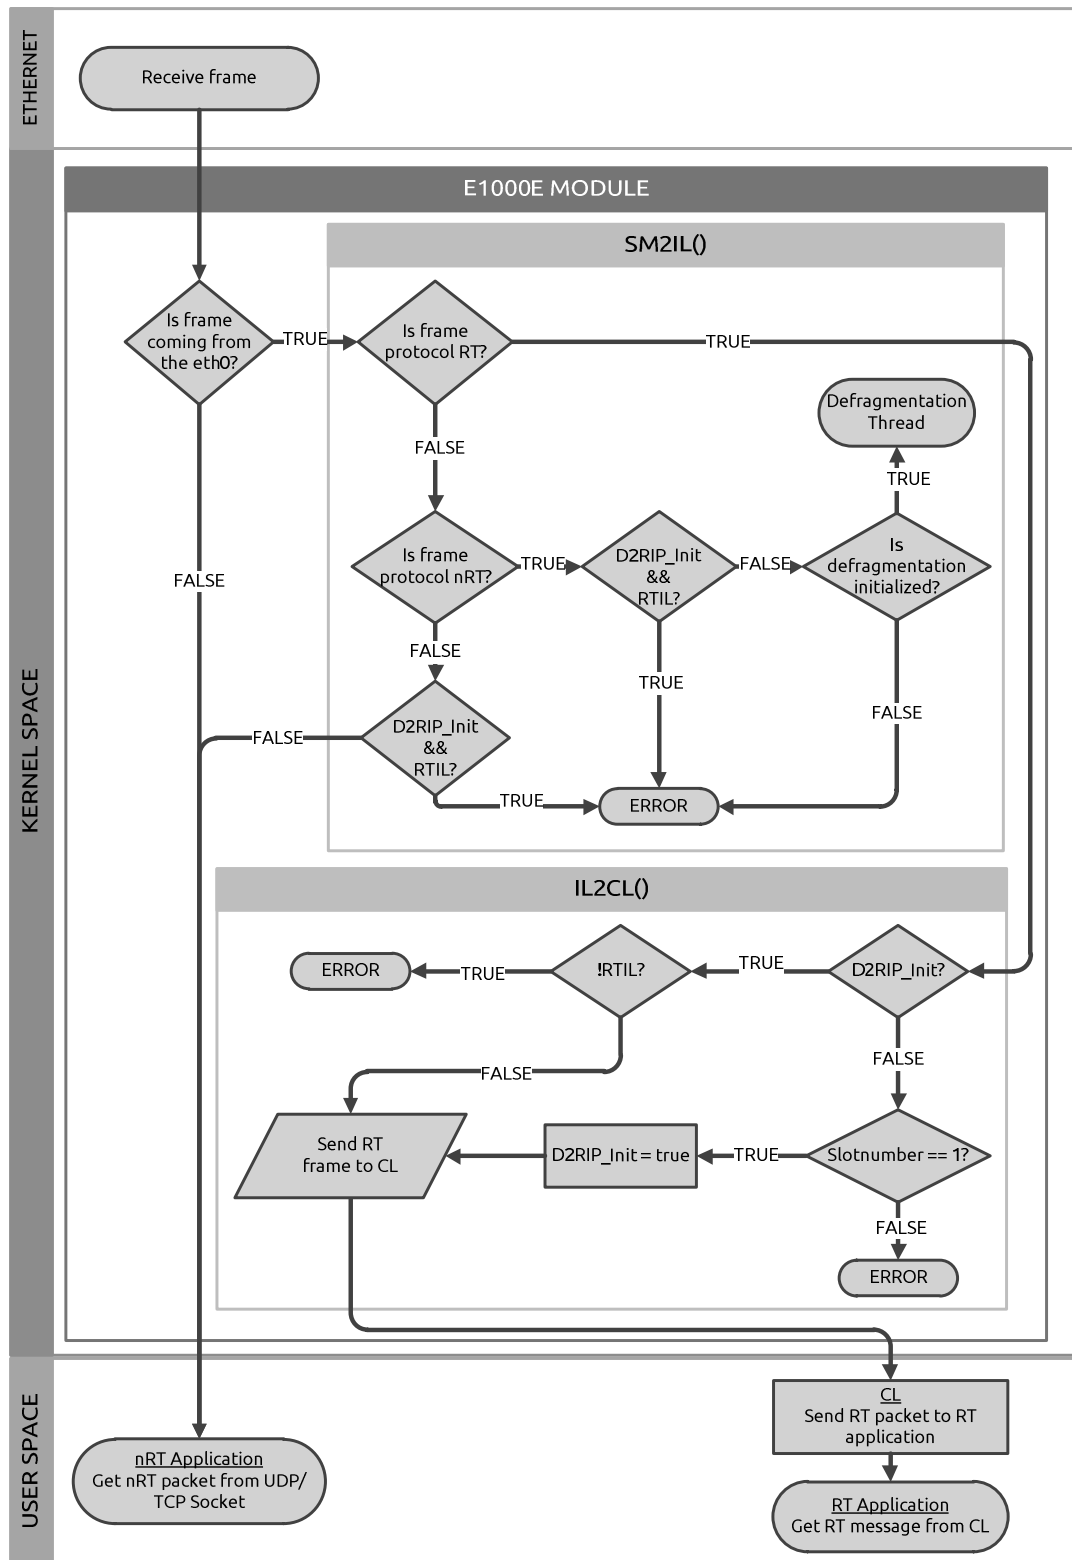 ETHERNET
Receive frame
KERNEL SPACE
E1000E MODULE
SM2IL()
Is frame
coming from
the eth0?
TRUE
Is frame
protocol RT?
TRUE
Defragmentation
Thread
FALSE
TRUE
FALSE
Is frame
protocol nRT?
TRUE
D2RIP_Init
&&
RTIL?
FALSE
Is
defragmentation
initialized?
FALSE
TRUE
FALSE
D2RIP_Init
&&
RTIL?
FALSE
TRUE
ERROR
IL2CL()
ERROR
TRUE
!RTIL?
TRUE
D2RIP_Init?
FALSE
FALSE
Send RT
frame to CL
D2RIP_Init = true
TRUE
Slotnumber == 1?
FALSE
ERROR
USER SPACE
CL
Send RT packet to RT
application
nRT Application
Get nRT packet from UDP/
TCP Socket
RT Application
Get RT message from CL